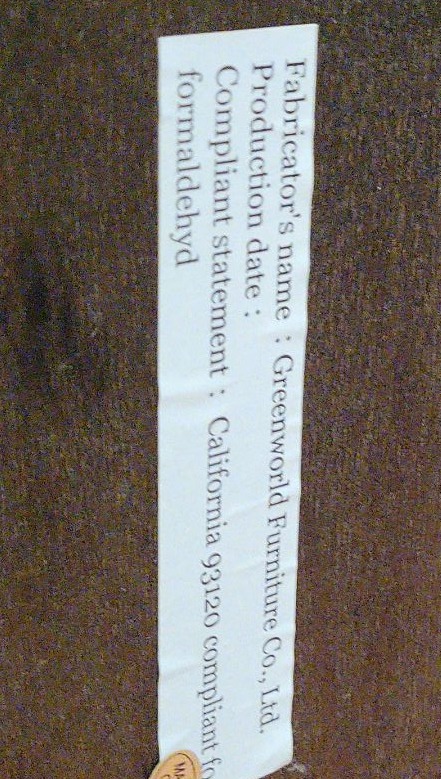 Fabricator's name : Greenworld Furniture Co., Ltd.
Production date :
Compliant statement : California 93120 compliant fo
formaldehyd